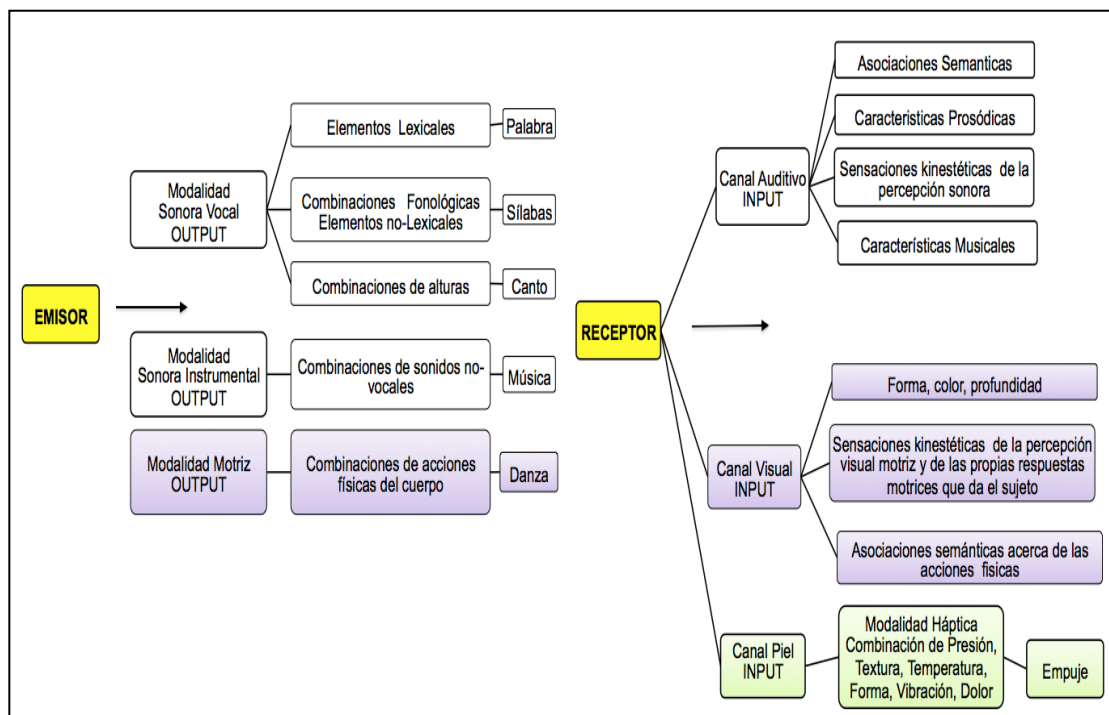 EMISOR
Modalidad
Sonora Vocal
OUTPUT
Elementos Lexicales
Palabra
Combinaciones Fonológicas
Elementos no-Lexicales
Sílabas
Combinaciones de alturas
Canto
Modalidad
Sonora Instrumental
OUTPUT
Combinaciones de sonidos no-
vocales
Música
Modalidad Motriz
OUTPUT
Combinaciones de acciones
físicas del cuerpo
Danza
RECEPTOR
Canal Auditivo
INPUT
Asociaciones Semanticas
Caracteristicas Prosódicas
Sensaciones kinestéticas de la
percepción sonora
Características Musicales
Canal Visual
INPUT
Forma, color, profundidad
Sensaciones kinestéticas de la percepción
visual motriz y de las propias respuestas
motrices que da el sujeto
Asociaciones semánticas acerca de las
acciones fisicas
Canal Piel
INPUT
Modalidad Háptica
Combinación de Presión,
Textura, Temperatura,
Forma, Vibración, Dolor
Empuje